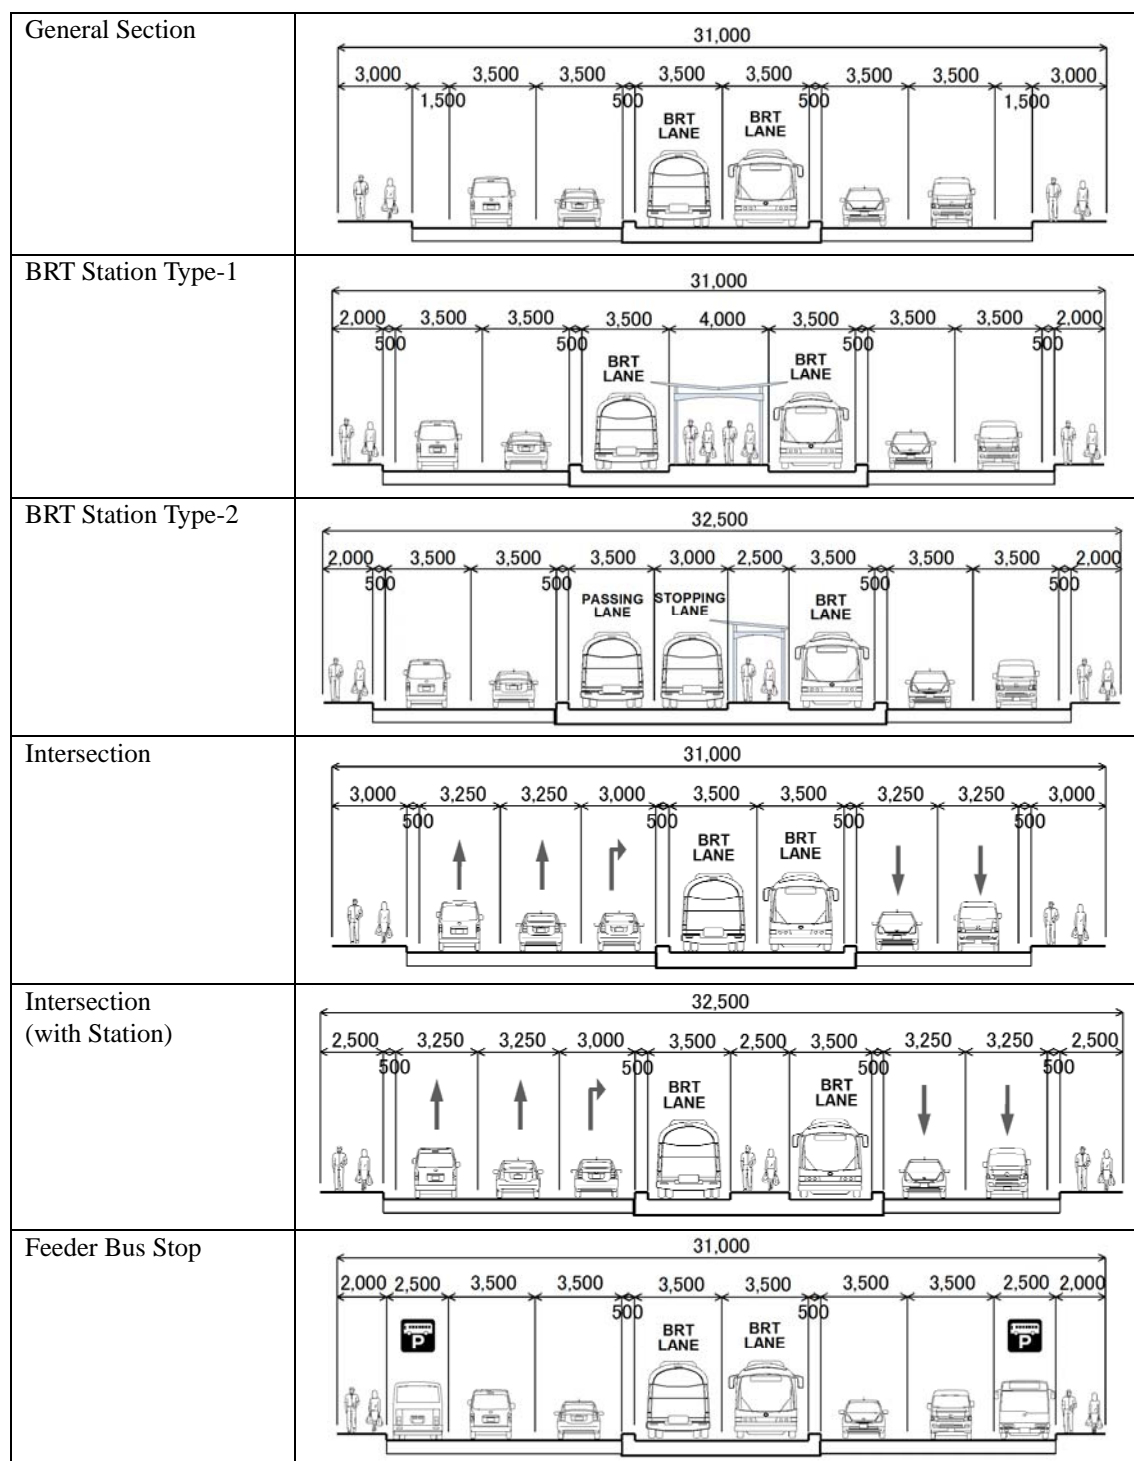 General Section
31,000
3,000 3,500 3,500 3,500 3,500 3,500 3,500 3,000
1,500 500 500 1,500
BRT LANE
BRT LANE
BRT Station Type-1
31,000
2,000 3,500 3,500 3,500 4,000 3,500 3,500 3,500 2,000
500 500 500 500
BRT LANE
BRT LANE
BRT Station Type-2
32,500
2,000 3,500 3,500 3,500 3,000 2,500 3,500 3,500 3,500 2,000
500 500 500 500
PASSING LANE
STOPPING LANE
BRT LANE
Intersection
31,000
3,000 3,250 3,250 3,000 3,500 3,500 3,250 3,250 3,000
500 500 500 500
BRT LANE
BRT LANE
Intersection
(with Station)
32,500
2,500 3,250 3,250 3,000 3,500 2,500 3,500 3,250 3,250 2,500
500 500 500 500
BRT LANE
BRT LANE
Feeder Bus Stop
31,000
2,000 2,500 3,500 3,500 3,500 3,500 3,500 3,500 2,500 2,000
500 500
P
BRT LANE
BRT LANE
P